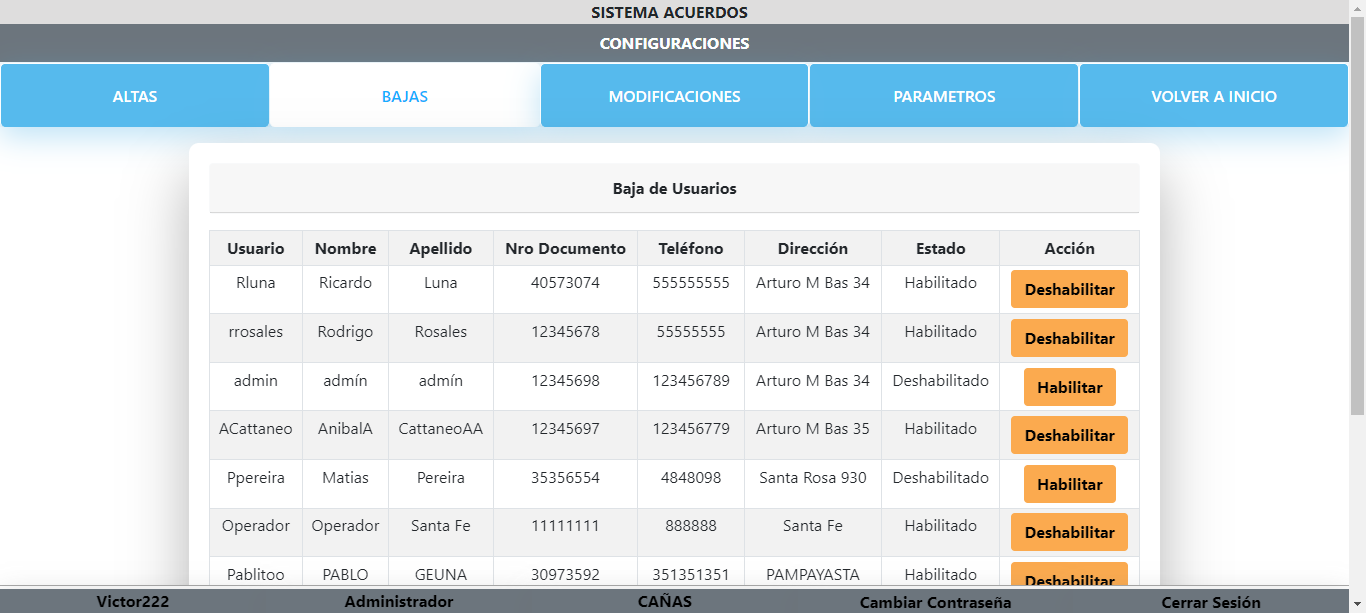 SISTEMA ACUERDOS
CONFIGURACIONES
ALTAS BAJAS MODIFICACIONES PARAMETROS VOLVER A INICIO
Baja de Usuarios
Usuario Nombre Apellido Nro Documento Teléfono Dirección Estado Acción
Rluna Ricardo Luna 40573074 555555555 Arturo M Bas 34 Habilitado Deshabilitar
rrosales Rodrigo Rosales 12345678 55555555 Arturo M Bas 34 Habilitado Deshabilitar
admin admín admín 12345698 123456789 Arturo M Bas 34 Deshabilitado Habilitar
ACattaneo AnibalA CattaneoAA 12345697 123456779 Arturo M Bas 35 Habilitado Deshabilitar
Ppereira Matias Pereira 35356554 4848098 Santa Rosa 930 Deshabilitado Habilitar
Operador Operador Santa Fe 11111111 888888 Santa Fe Habilitado Deshabilitar
Pablitoo PABLO GEUNA 30973592 351351351 PAMPAYASTA Habilitado Deshabilitar
Victor222 Administrador CAÑAS Cambiar Contraseña Cerrar Sesión